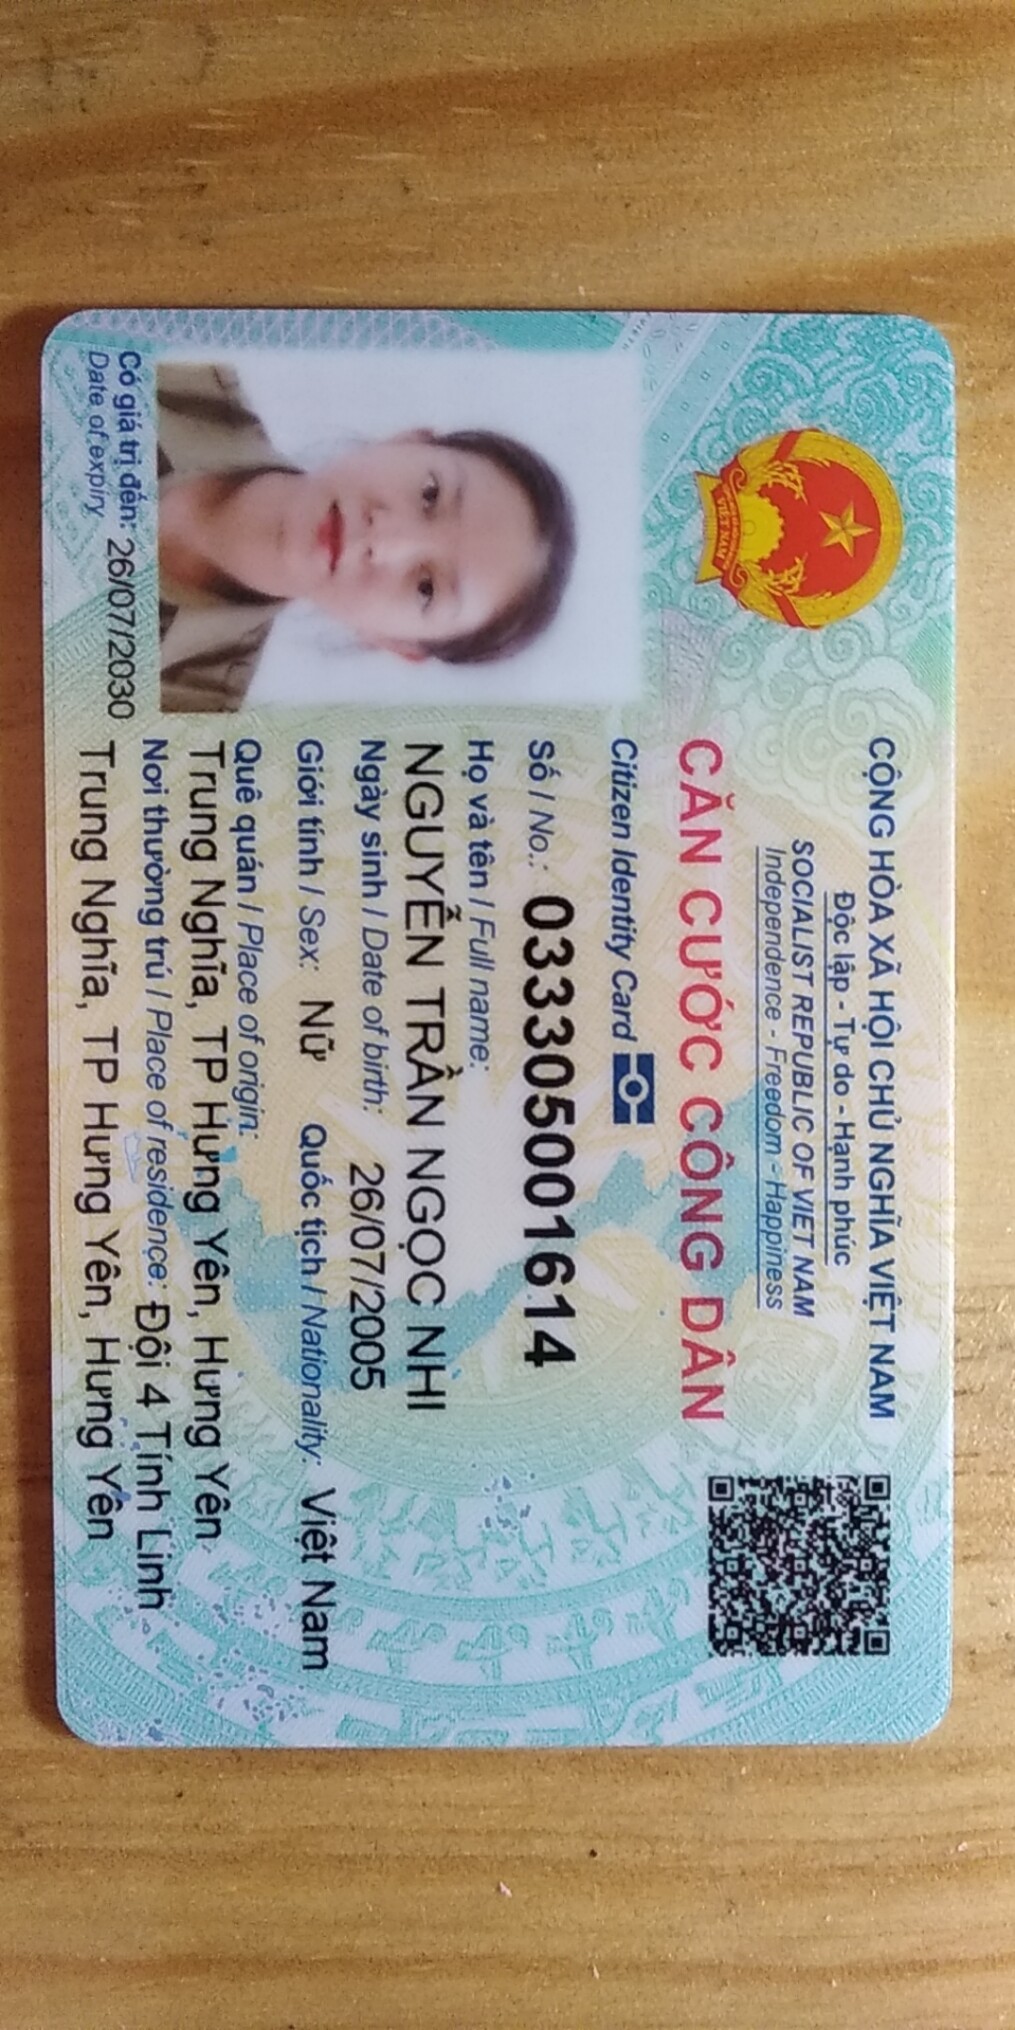 CỘNG HÒA XÃ HỘI CHỦ NGHĨA VIỆT NAM
Độc lập - Tự do - Hạnh phúc
SOCIALIST REPUBLIC OF VIET NAM
Independence - Freedom - Happiness
CĂN CƯỚC CÔNG DÂN
Citizen Identity Card
Số / No.: 033305001614
Họ và tên / Full name:
NGUYỄN TRẦN NGỌC NHI
Ngày sinh / Date of birth: 26/07/2005
Giới tính / Sex: Nữ Quốc tịch / Nationality: Việt Nam
Quê quán / Place of origin:
Trung Nghĩa, TP Hưng Yên, Hưng Yên
Nơi thường trú / Place of residence: Đội 4 Tính Linh
Trung Nghĩa, TP Hưng Yên, Hưng Yên
Có giá trị đến: 26/07/2030
Date of expiry
VIỆT NAM